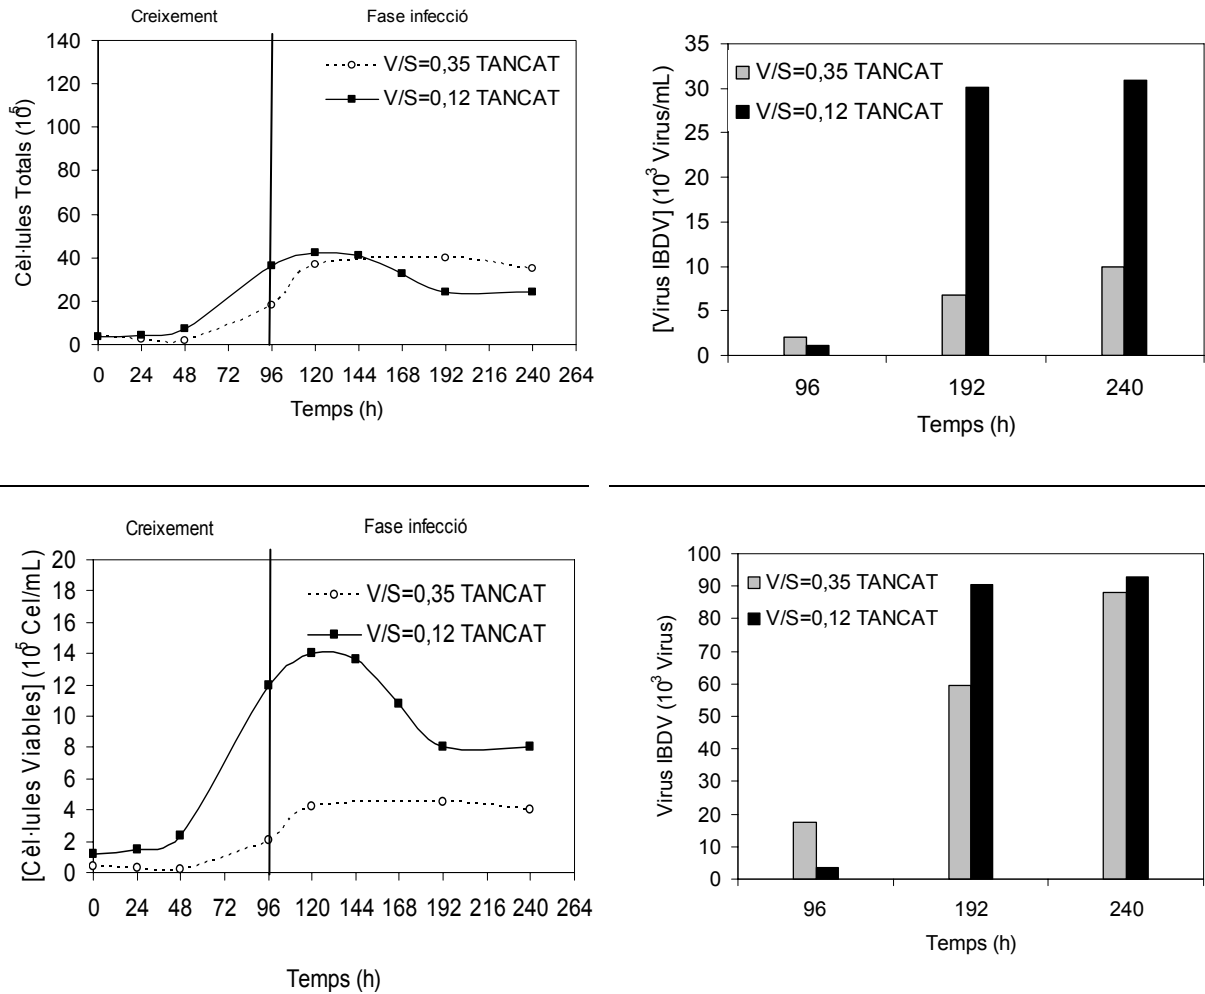 Creixement Fase infecció
140
120
100
80
60
40
20
0
Cèl·lules Totals (10⁵)
V/S=0,35 TANCAT
V/S=0,12 TANCAT
0 24 48 72 96 120 144 168 192 216 240 264
Temps (h)
35
30
25
20
15
10
5
0
[Virus IBDV] (10³ Virus/mL)
V/S=0,35 TANCAT
V/S=0,12 TANCAT
96 192 240
Temps (h)
Creixement Fase infecció
20
18
16
14
12
10
8
6
4
2
0
[Cèl·lules Viables] (10⁵ Cel/mL)
V/S=0,35 TANCAT
V/S=0,12 TANCAT
0 24 48 72 96 120 144 168 192 216 240 264
Temps (h)
100
90
80
70
60
50
40
30
20
10
0
Virus IBDV (10³ Virus)
V/S=0,35 TANCAT
V/S=0,12 TANCAT
96 192 240
Temps (h)